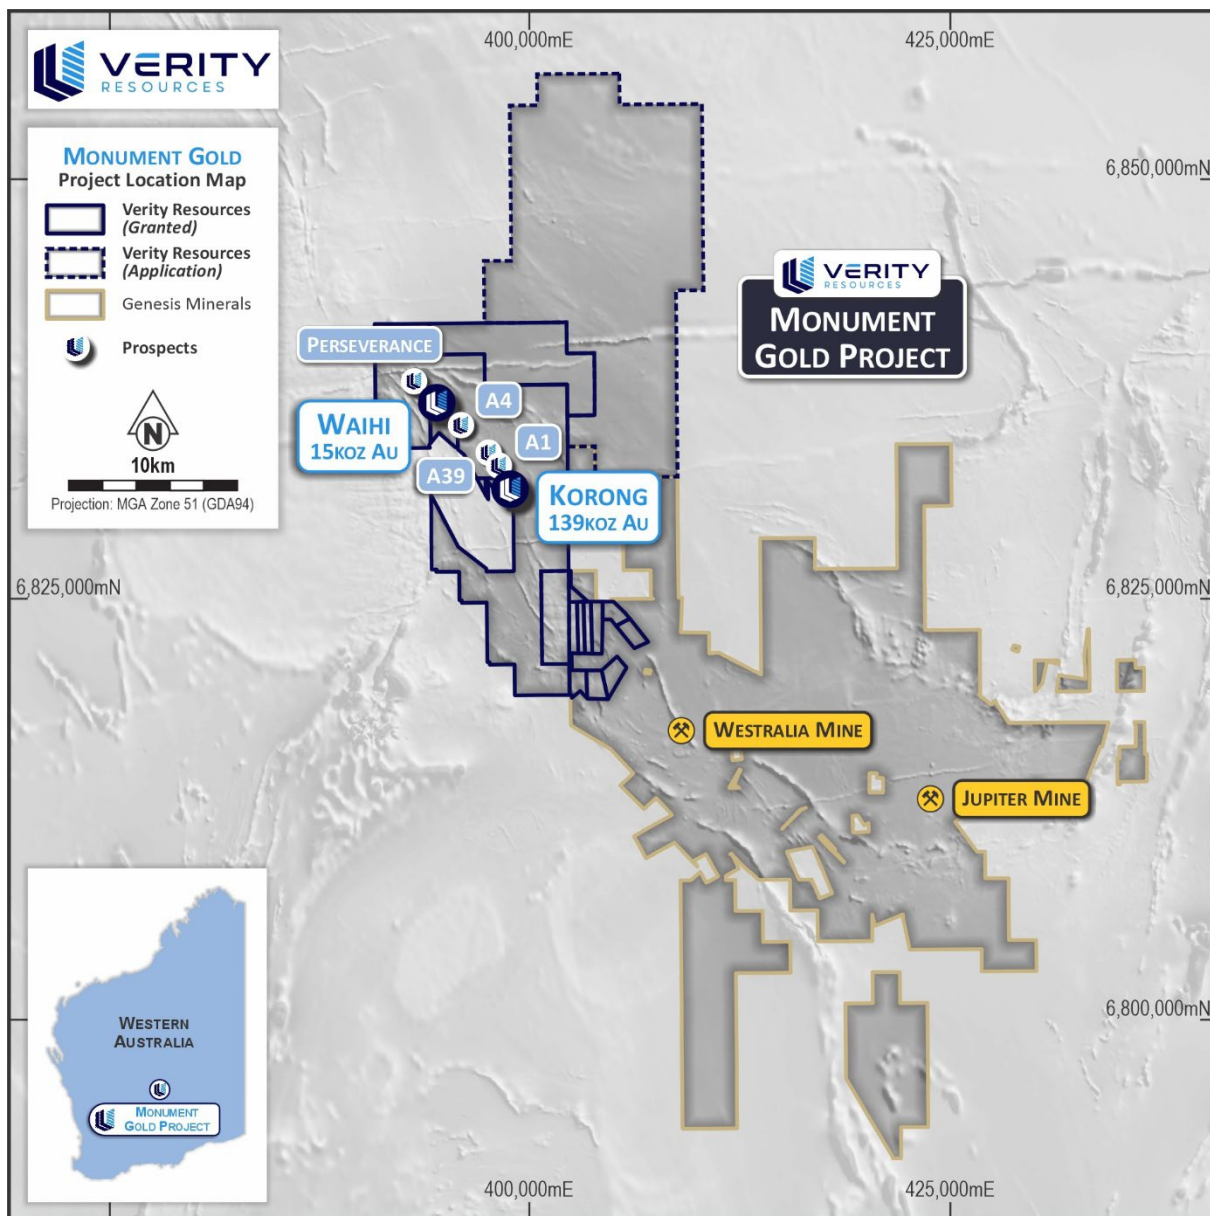 400,000mE
425,000mE
VERITY
RESOURCES
MONUMENT GOLD
Project Location Map
Verity Resources
(Granted)
Verity Resources
(Application)
Genesis Minerals
Prospects
N
10km
Projection: MGA Zone 51 (GDA94)
6,850,000mN
VERITY
RESOURCES
MONUMENT
GOLD PROJECT
PERSEVERANCE
A4
WAIHI
15KOZ AU
A1
A39
KORONG
139KOZ AU
6,825,000mN
6,825,000mN
WESTRALIA MINE
JUPITER MINE
6,800,000mN
WESTERN
AUSTRALIA
MONUMENT
GOLD PROJECT
400,000mE
425,000mE